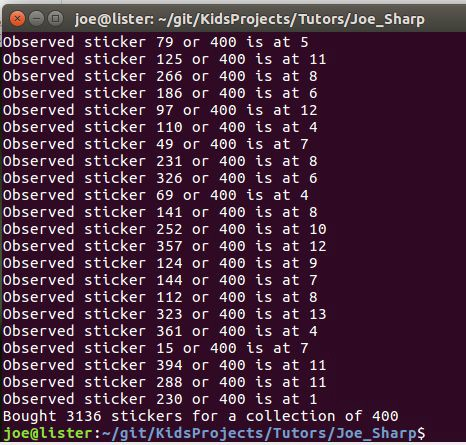 joe@lister: ~/git/KidsProjects/Tutors/Joe_Sharp
Observed sticker 79 or 400 is at 5
Observed sticker 125 or 400 is at 11
Observed sticker 266 or 400 is at 8
Observed sticker 186 or 400 is at 6
Observed sticker 97 or 400 is at 12
Observed sticker 110 or 400 is at 4
Observed sticker 49 or 400 is at 7
Observed sticker 231 or 400 is at 8
Observed sticker 326 or 400 is at 6
Observed sticker 69 or 400 is at 4
Observed sticker 141 or 400 is at 8
Observed sticker 252 or 400 is at 10
Observed sticker 357 or 400 is at 12
Observed sticker 124 or 400 is at 9
Observed sticker 144 or 400 is at 7
Observed sticker 112 or 400 is at 8
Observed sticker 323 or 400 is at 13
Observed sticker 361 or 400 is at 4
Observed sticker 15 or 400 is at 7
Observed sticker 394 or 400 is at 11
Observed sticker 288 or 400 is at 11
Observed sticker 230 or 400 is at 1
Bought 3136 stickers for a collection of 400
joe@lister:~/git/KidsProjects/Tutors/Joe_Sharp$